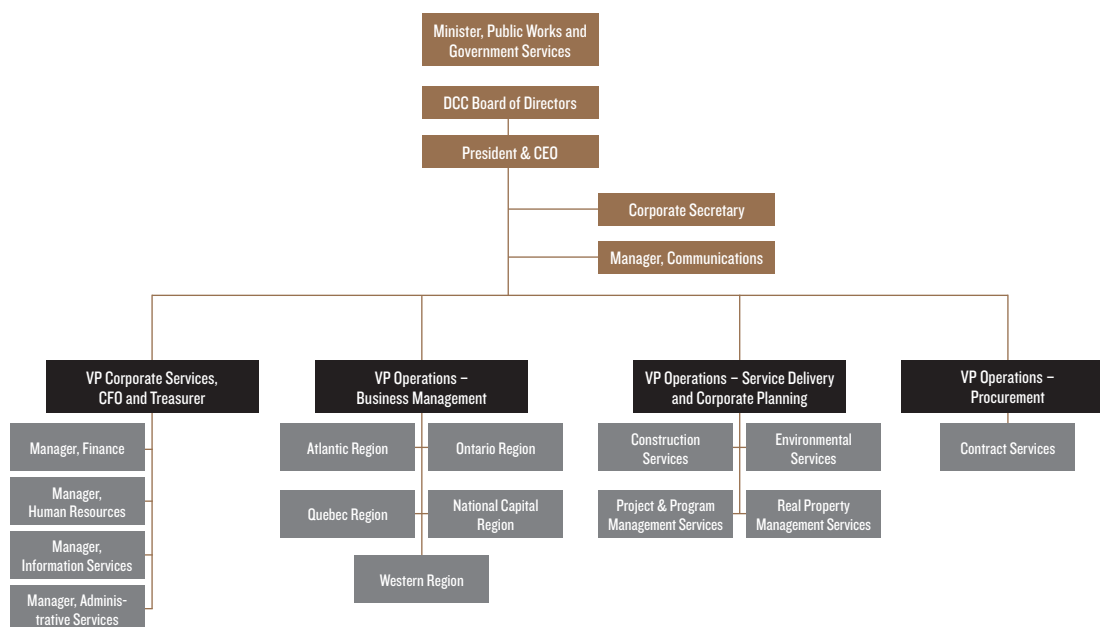 Minister, Public Works and
Government Services
DCC Board of Directors
President & CEO
Corporate Secretary
Manager, Communications
VP Corporate Services,
CFO and Treasurer
Manager, Finance
Manager,
Human Resources
Manager,
Information Services
Manager, Adminis-
trative Services
VP Operations –
Business Management
Atlantic Region
Ontario Region
Quebec Region
National Capital
Region
Western Region
VP Operations – Service Delivery
and Corporate Planning
Construction
Services
Environmental
Services
Project & Program
Management Services
Real Property
Management Services
VP Operations –
Procurement
Contract Services